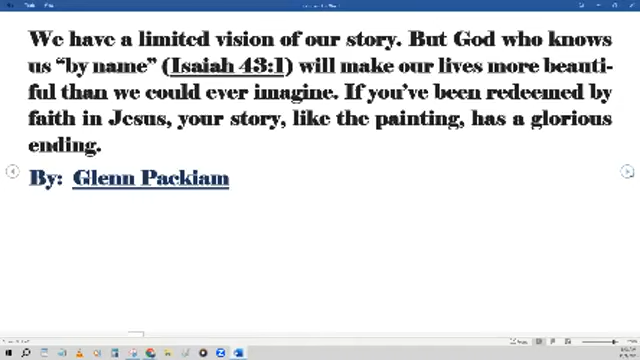 We have a limited vision of our story. But God who knows
us “by name” (Isaiah 43:1) will make our lives more beauti-
ful than we could ever imagine. If you’ve been redeemed by
faith in Jesus, your story, like the painting, has a glorious
ending.
By: Glenn Packiam